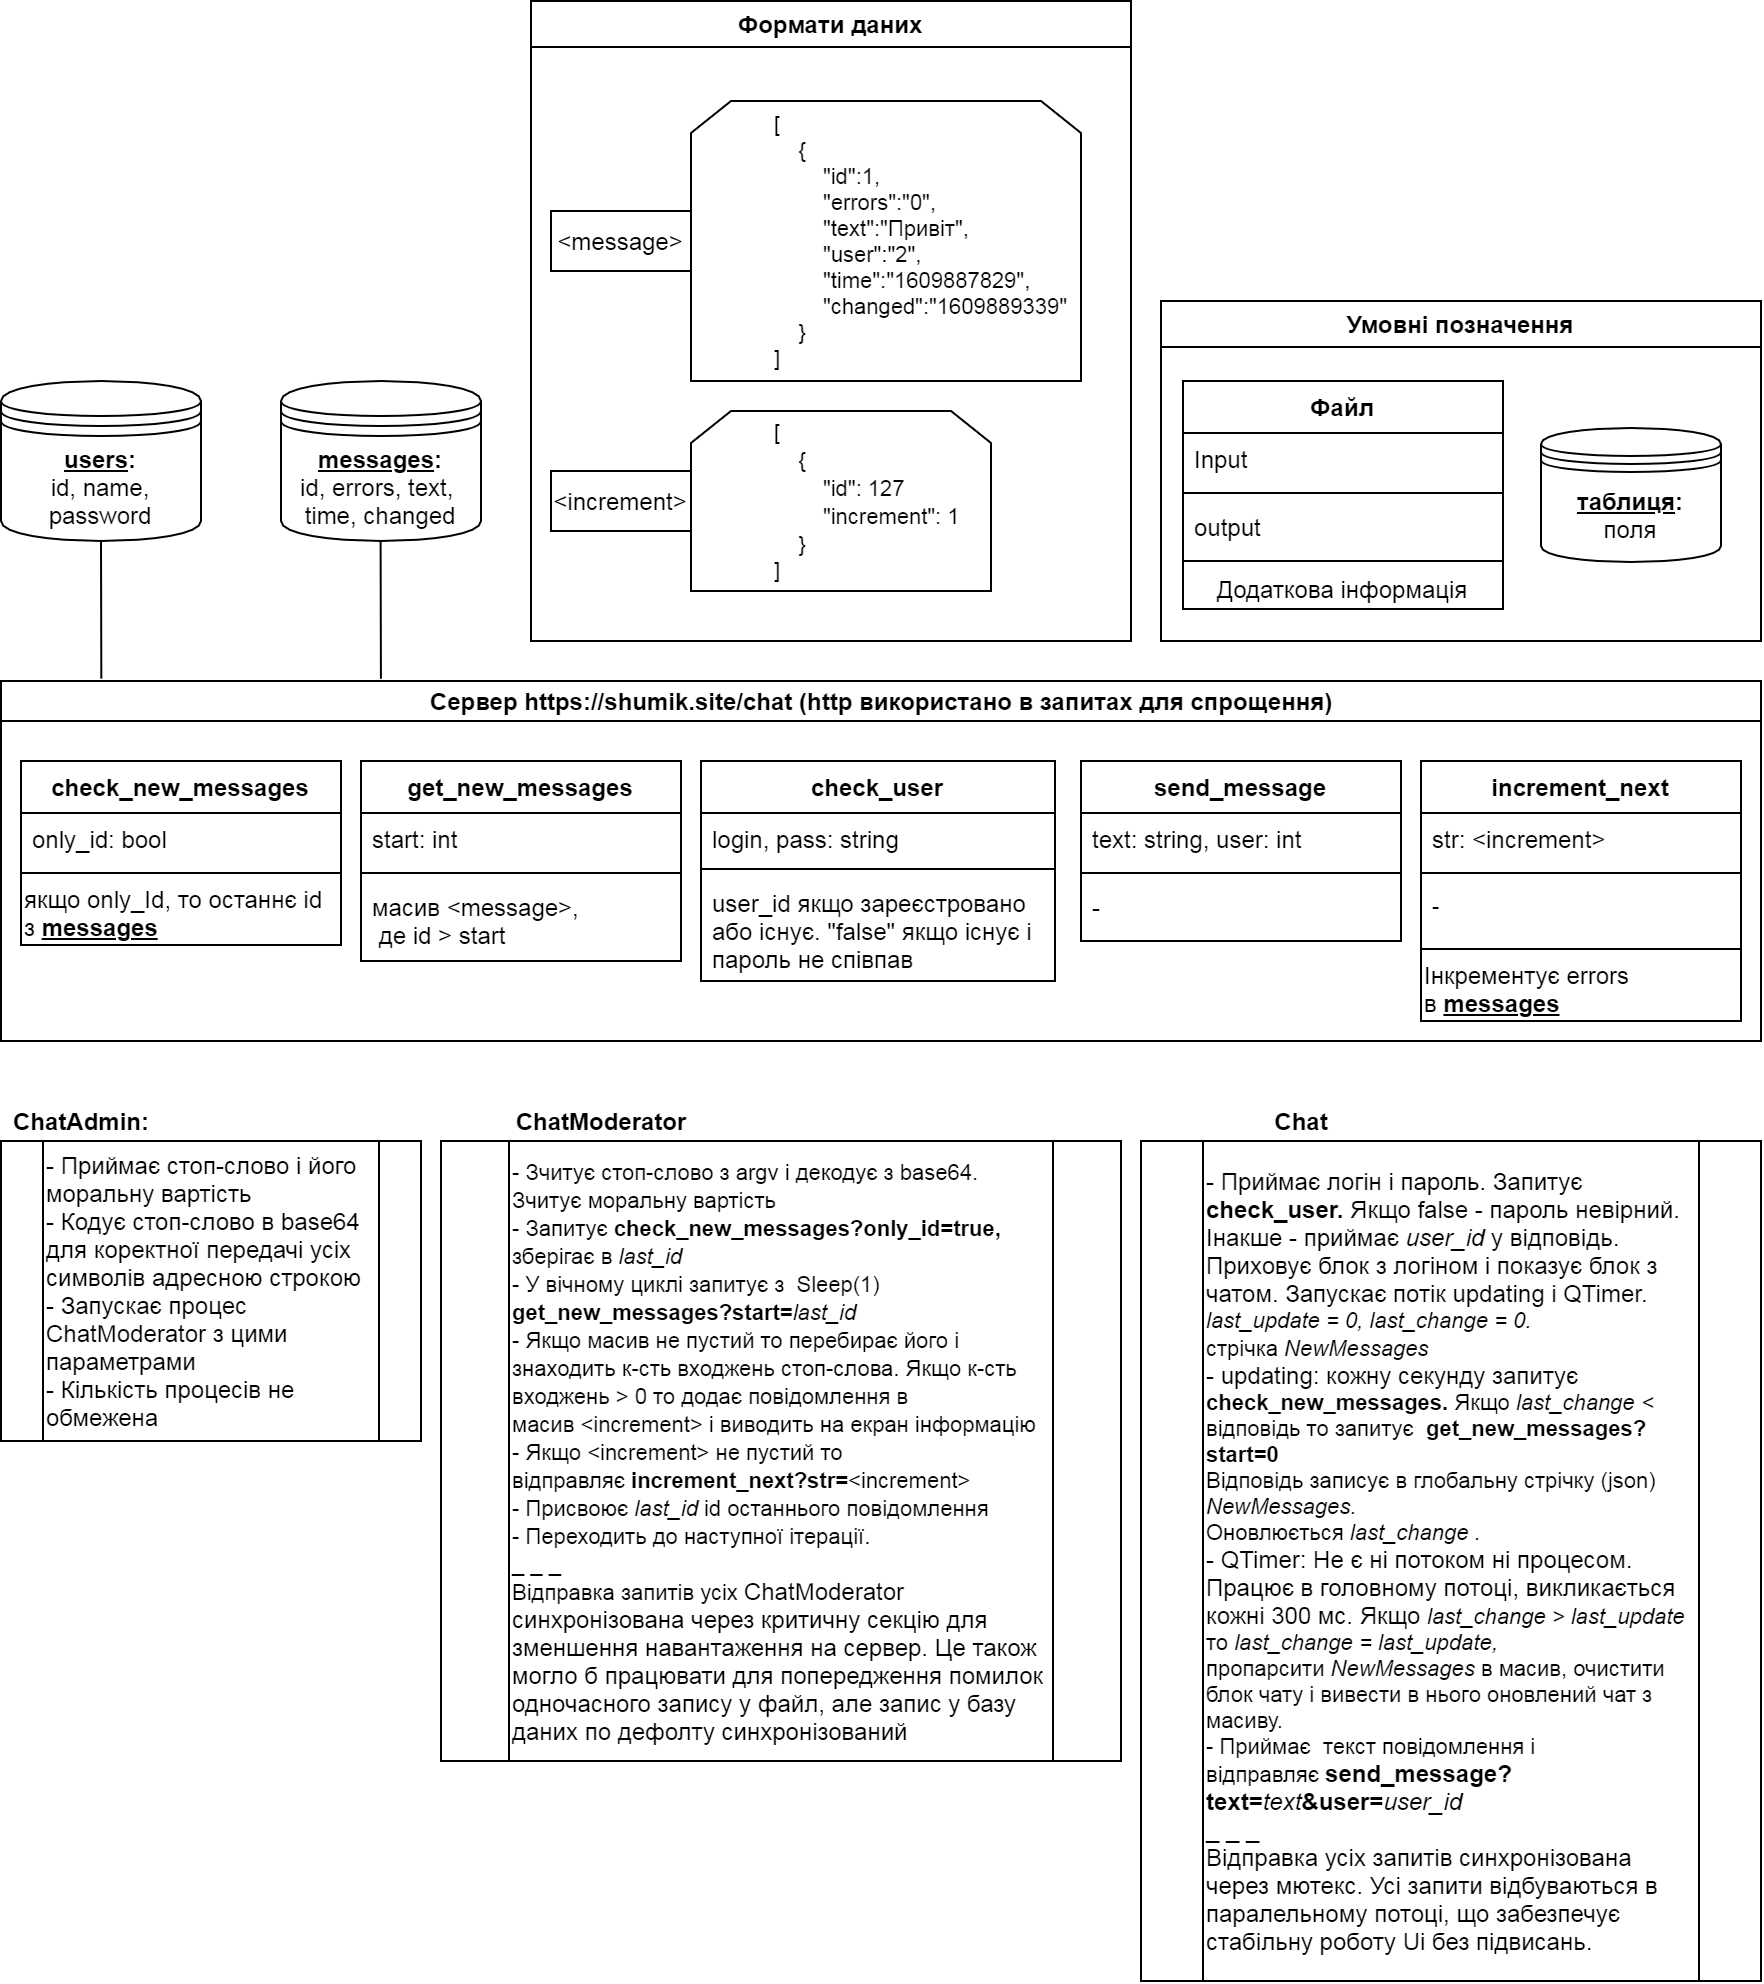 Формати даних
[
{
"id":1,
"errors":"0",
"text":"Привіт",
"user":"2",
"time":"1609887829",
"changed":"1609889339"
}
]
<message>
[
{
"id": 127
"increment": 1
}
]
<increment>
Умовні позначення
Файл
Input
output
Додаткова інформація
таблиця:
поля
users:
id, name,
password
messages:
id, errors, text,
time, changed
Сервер https://shumik.site/chat (http використано в запитах для спрощення)
check_new_messages
only_id: bool
якщо only_Id, то останнє id
з messages
get_new_messages
start: int
масив <message>,
де id > start
check_user
login, pass: string
user_id якщо зареєстровано
або існує. "false" якщо існує і
пароль не співпав
send_message
text: string, user: int
-
increment_next
str: <increment>
-
Інкрементує errors
в messages
ChatAdmin:
- Приймає стоп-слово і його
моральну вартість
- Кодує стоп-слово в base64
для коректної передачі усіх
символів адресною строкою
- Запускає процес
ChatModerator з цими
параметрами
- Кількість процесів не
обмежена
ChatModerator
- Зчитує стоп-слово з argv і декодує з base64.
Зчитує моральну вартість
- Запитує check_new_messages?only_id=true,
зберігає в last_id
- У вічному циклі запитує з  Sleep(1)
get_new_messages?start=last_id
- Якщо масив не пустий то перебирає його і
знаходить к-сть входжень стоп-слова. Якщо к-сть
входжень > 0 то додає повідомлення в
масив <increment> і виводить на екран інформацію
- Якщо <increment> не пустий то
відправляє increment_next?str=<increment>
- Присвоює last_id id останнього повідомлення
- Переходить до наступної ітерації.
_ _ _
Відправка запитів усіх ChatModerator
синхронізована через критичну секцію для
зменшення навантаження на сервер. Це також
могло б працювати для попередження помилок
одночасного запису у файл, але запис у базу
даних по дефолту синхронізований
Chat
- Приймає логін і пароль. Запитує
check_user. Якщо false - пароль невірний.
Інакше - приймає user_id у відповідь.
Приховує блок з логіном і показує блок з
чатом. Запускає потік updating і QTimer.
last_update = 0, last_change = 0.
стрічка NewMessages
- updating: кожну секунду запитує
check_new_messages. Якщо last_change <
відповідь то запитує  get_new_messages?
start=0
Відповідь записує в глобальну стрічку (json)
NewMessages.
Оновлюється last_change .
- QTimer: Не є ні потоком ні процесом.
Працює в головному потоці, викликається
кожні 300 мс. Якщо last_change > last_update
то last_change = last_update,
пропарсити NewMessages в масив, очистити
блок чату і вивести в нього оновлений чат з
масиву.
- Приймає  текст повідомлення і
відправляє send_message?
text=text&user=user_id
_ _ _
Відправка усіх запитів синхронізована
через мютекс. Усі запити відбуваються в
паралельному потоці, що забезпечує
стабільну роботу Ui без підвисань.